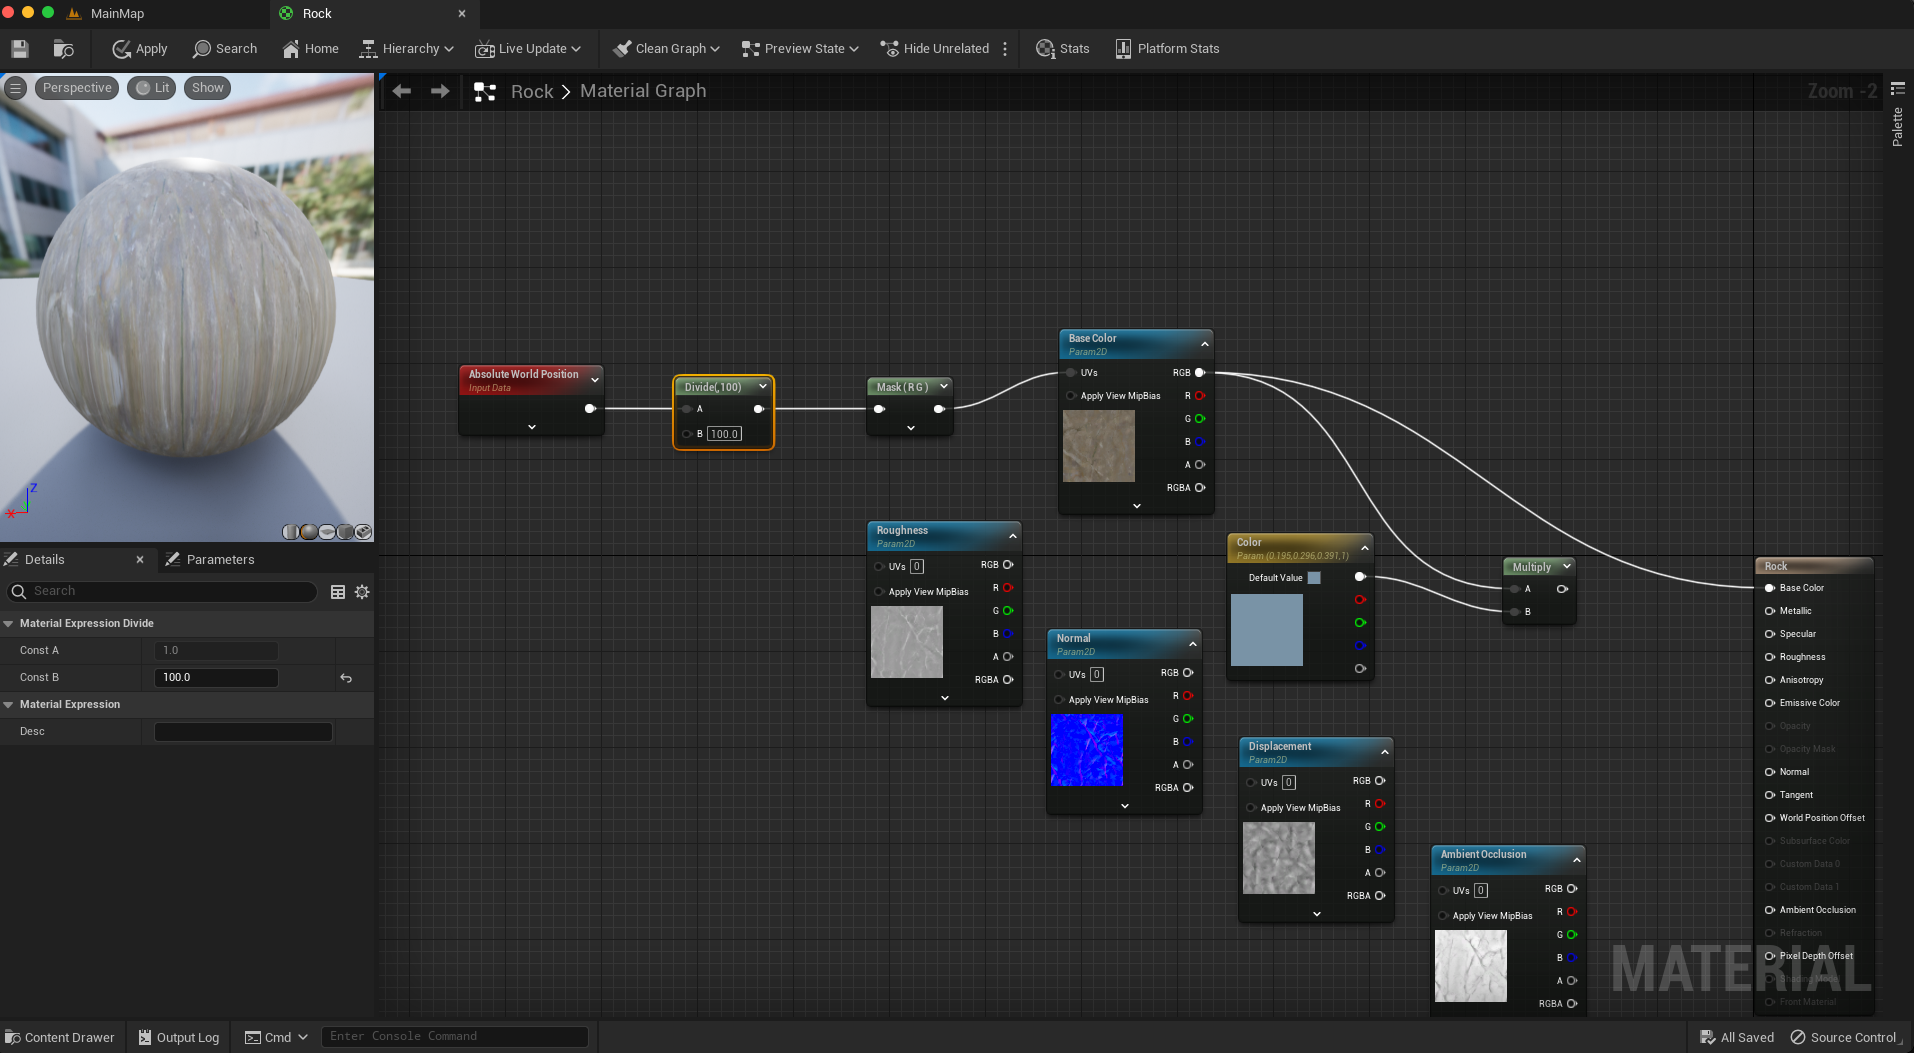 MainMap
Rock
Apply
Search
Home
Hierarchy
Live Update
Clean Graph
Preview State
Hide Unrelated
Stats
Platform Stats
Perspective
Lit
Show
Rock > Material Graph
Zoom -2
Palette
Z
X
Absolute World Position
Input Data
Divide(,100)
A
B 100.0
Mask ( R G )
Base Color
Param2D
UVs RGB
Apply View MipBias R
G
B
A
RGBA
Roughness
Param2D
UVs 0 RGB
Apply View MipBias R
G
B
A
RGBA
Normal
Param2D
UVs 0 RGB
Apply View MipBias R
G
B
A
RGBA
Color
Param (0.195,0.296,0.391,1)
Default Value
Multiply
A
B
Displacement
Param2D
UVs 0 RGB
Apply View MipBias R
G
B
A
RGBA
Ambient Occlusion
Param2D
UVs 0 RGB
Apply View MipBias R
G
B
A
RGBA
Rock
Base Color
Metallic
Specular
Roughness
Anisotropy
Emissive Color
Opacity
Opacity Mask
Normal
Tangent
World Position Offset
Subsurface Color
Custom Data 0
Custom Data 1
Ambient Occlusion
Refraction
Pixel Depth Offset
Shading Model
Front Material
MATERIAL
Details
Parameters
Search
Material Expression Divide
Const A 1.0
Const B 100.0
Material Expression
Desc
Content Drawer
Output Log
Cmd
Enter Console Command
All Saved
Source Control